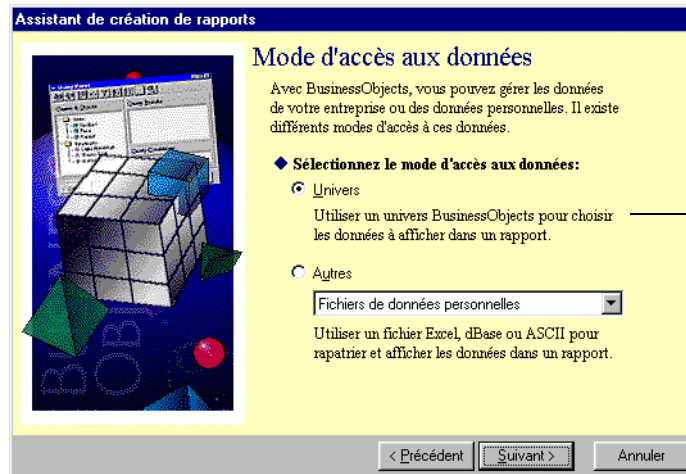 Assistant de création de rapports
Mode d'accès aux données
Avec BusinessObjects, vous pouvez gérer les données
de votre entreprise ou des données personnelles. Il existe
différents modes d'accès à ces données.
Sélectionnez le mode d'accès aux données:
Univers
Utiliser un univers BusinessObjects pour choisir
les données à afficher dans un rapport.
Autres
Fichiers de données personnelles
Utiliser un fichier Excel, dBase ou ASCII pour
rapatrier et afficher les données dans un rapport.
< Précédent
Suivant >
Annuler